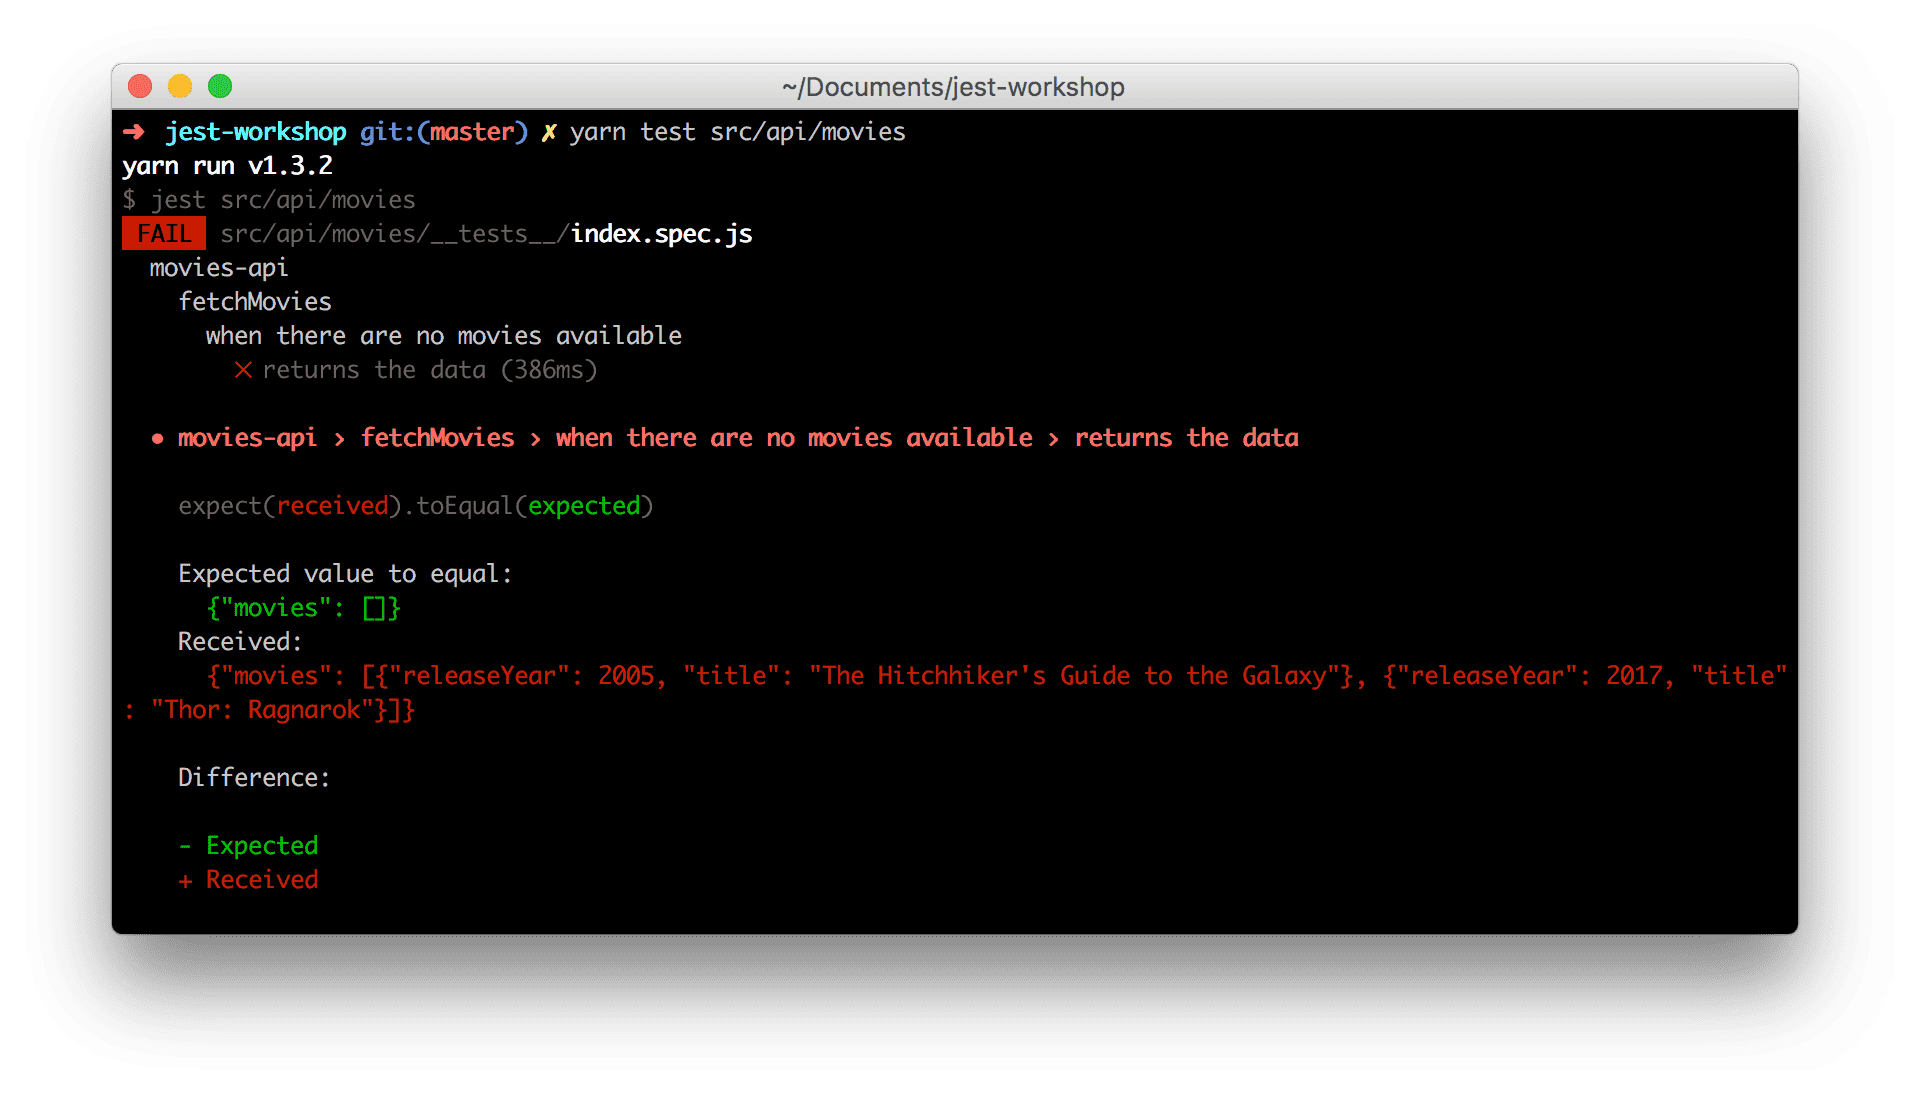 ~/Documents/jest-workshop
➜  jest-workshop git:(master) ✗ yarn test src/api/movies
yarn run v1.3.2
$ jest src/api/movies
FAIL  src/api/movies/__tests__/index.spec.js
movies-api
fetchMovies
when there are no movies available
✕ returns the data (386ms)
● movies-api › fetchMovies › when there are no movies available › returns the data
expect(received).toEqual(expected)
Expected value to equal:
{"movies": []}
Received:
{"movies": [{"releaseYear": 2005, "title": "The Hitchhiker's Guide to the Galaxy"}, {"releaseYear": 2017, "title"
: "Thor: Ragnarok"}]}
Difference:
- Expected
+ Received